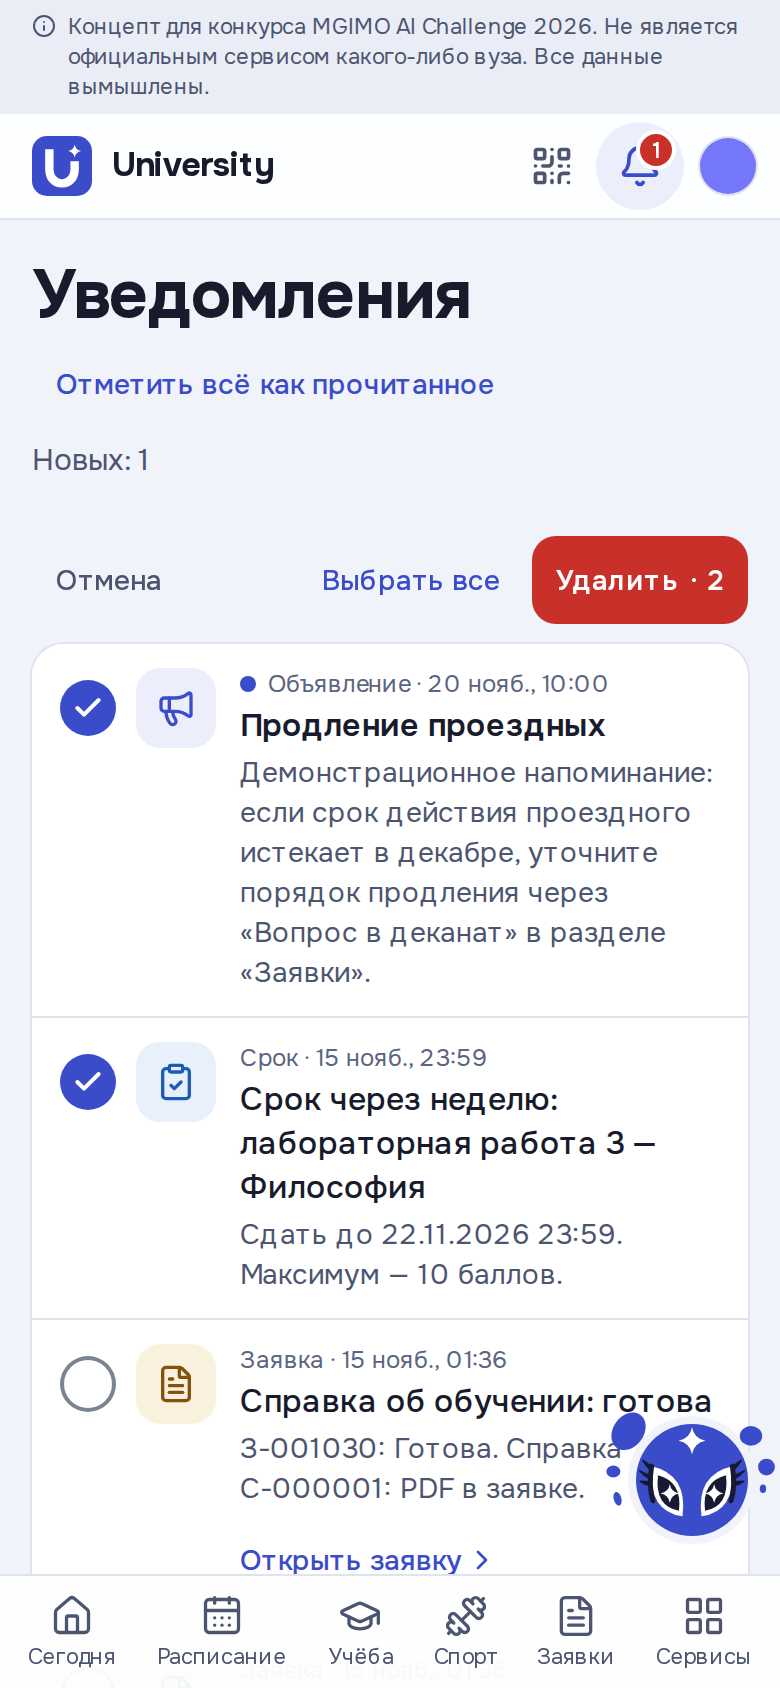 Концепт для конкурса MGIMO AI Challenge 2026. Не является
официальным сервисом какого-либо вуза. Все данные
вымышлены.
University
1
Уведомления
Отметить всё как прочитанное
Новых: 1
Отмена
Выбрать все
Удалить · 2
Объявление · 20 нояб., 10:00
Продление проездных
Демонстрационное напоминание:
если срок действия проездного
истекает в декабре, уточните
порядок продления через
«Вопрос в деканат» в разделе
«Заявки».
Срок · 15 нояб., 23:59
Срок через неделю:
лабораторная работа 3 —
Философия
Сдать до 22.11.2026 23:59.
Максимум — 10 баллов.
Заявка · 15 нояб., 01:36
Справка об обучении: готова
З-001030: Готова. Справка
С-000001: PDF в заявке.
Открыть заявку
Сегодня
Расписание
Учёба
Спорт
Заявки
Сервисы
Заявка · 15 нояб., 01:36